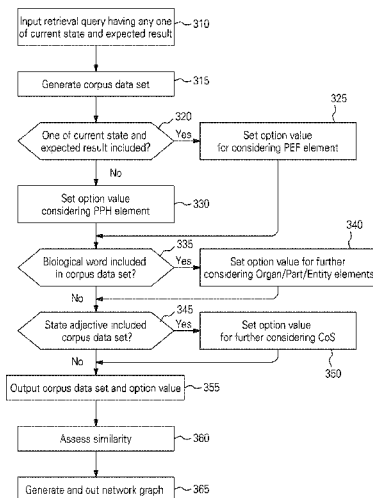 Input retrieval query having any one
of current state and expected result
310
Generate corpus data set
315
320
One of current state and
expected result included?
Yes
325
Set option value
for considering PEF element
No
Set option value
considering PPH element
330
335
Biological word included
in corpus data set?
Yes
340
Set option value for further
considering Organ/Part/Entity elements
No
345
State adjective included
corpus data set?
Yes
Set option value
for further considering CoS
350
No
Output corpus data set and option value
355
Assess similarity
360
Generate and out network graph
365